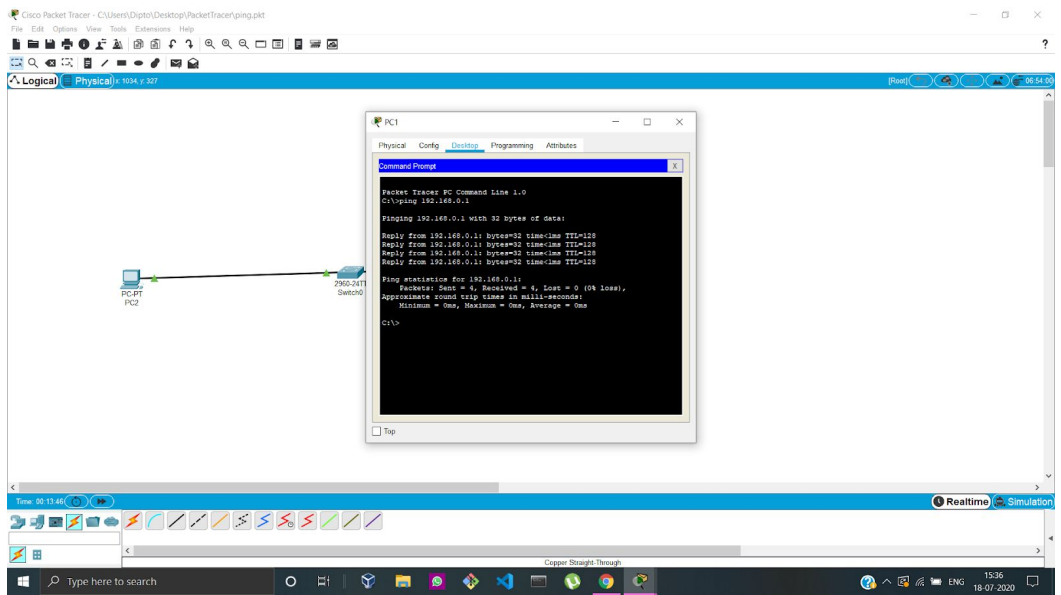 Cisco Packet Tracer - C:\Users\Dipto\Desktop\PacketTracer\ping.pkt
File Edit Options View Tools Extensions Help
?
Logical Physical x: 1034, y: 327
[Root] 06:54:00
PC1
Physical Config Desktop Programming Attributes
Command Prompt
X
Packet Tracer PC Command Line 1.0
C:\>ping 192.168.0.1
Pinging 192.168.0.1 with 32 bytes of data:
Reply from 192.168.0.1: bytes=32 time<1ms TTL=128
Reply from 192.168.0.1: bytes=32 time<1ms TTL=128
Reply from 192.168.0.1: bytes=32 time<1ms TTL=128
Reply from 192.168.0.1: bytes=32 time<1ms TTL=128
Ping statistics for 192.168.0.1:
Packets: Sent = 4, Received = 4, Lost = 0 (0% loss),
Approximate round trip times in milli-seconds:
Minimum = 0ms, Maximum = 0ms, Average = 0ms
C:\>
Top
PC-PT
PC2
2960-24TT
Switch0
Time: 00:13:46
Realtime Simulation
Copper Straight-Through
Type here to search
ENG
15:36
18-07-2020